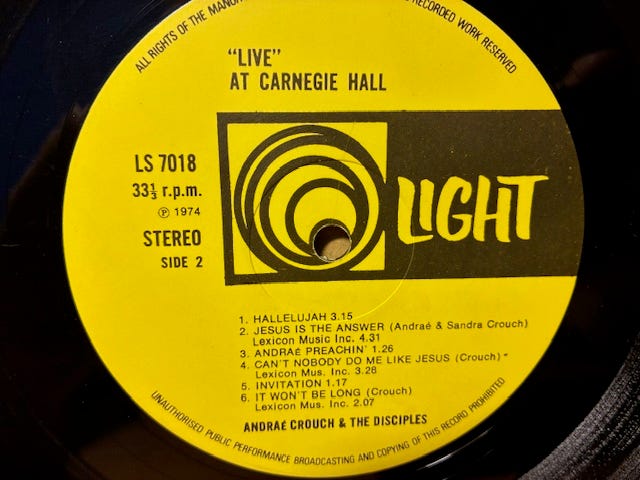 ALL RIGHTS OF THE
RECORDED WORK RESERVED
"LIVE"
AT CARNEGIE HALL
LS 7018
33⅓ r.p.m.
Ⓟ 1974
STEREO
SIDE 2
LIGHT
1. HALLELUJAH 3.15
2. JESUS IS THE ANSWER (Andraé & Sandra Crouch)
Lexicon Music Inc. 4.31
3. ANDRAÉ PREACHIN' 1.26
4. CAN'T NOBODY DO ME LIKE JESUS (Crouch)
Lexicon Mus. Inc. 3.28
5. INVITATION 1.17
6. IT WON'T BE LONG (Crouch)
Lexicon Mus. Inc. 2.07
ANDRAÉ CROUCH & THE DISCIPLES
UNAUTHORISED PUBLIC PERFORMANCE BROADCASTING AND COPYING OF THIS RECORD PROHIBITED